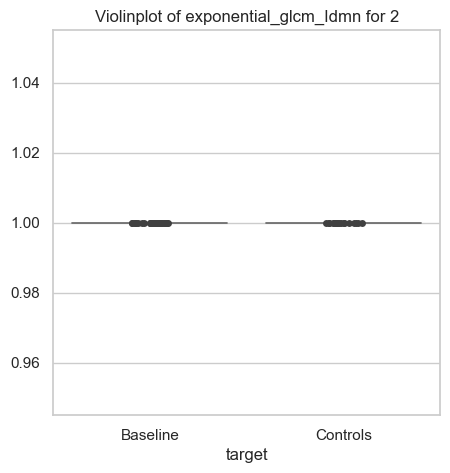 Violinplot of exponential_glcm_Idmn for 2
1.04
1.02
1.00
0.98
0.96
Baseline Controls
target